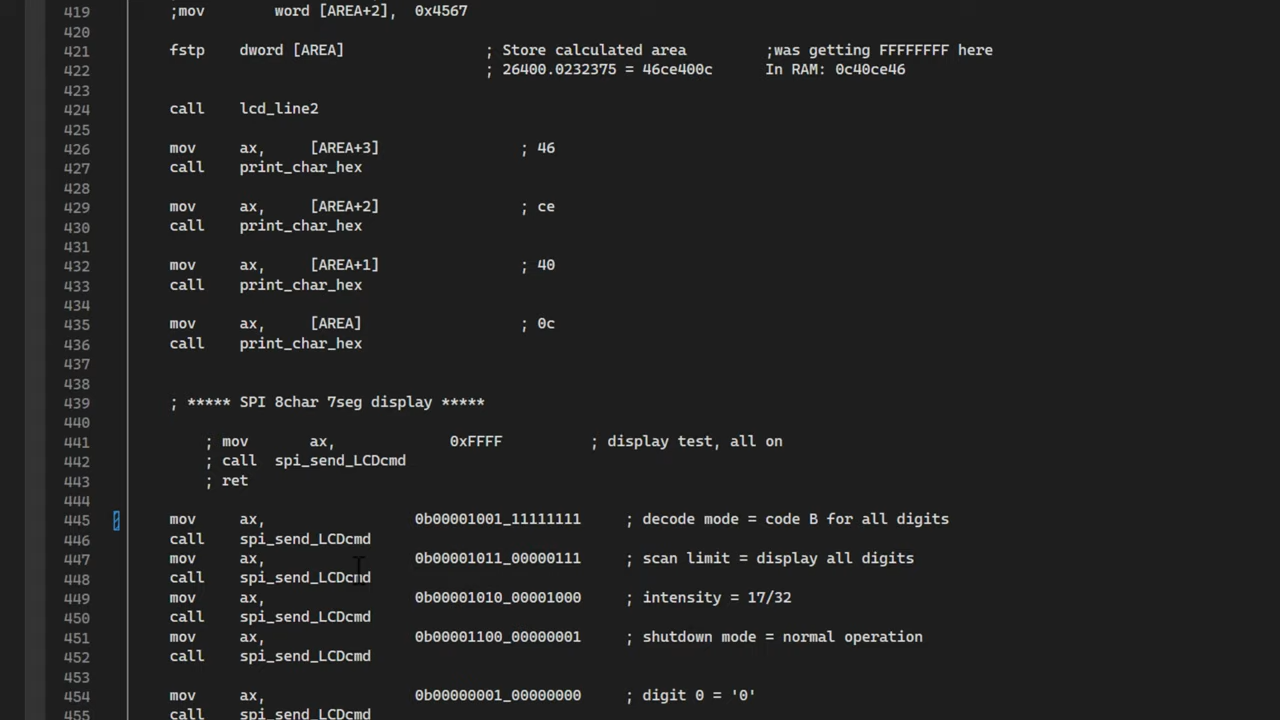 419 ;mov word [AREA+2], 0x4567
420
421 fstp dword [AREA] ; Store calculated area ;was getting FFFFFFFF here
422 ; 26400.0232375 = 46ce400c In RAM: 0c40ce46
423
424 call lcd_line2
425
426 mov ax, [AREA+3] ; 46
427 call print_char_hex
428
429 mov ax, [AREA+2] ; ce
430 call print_char_hex
431
432 mov ax, [AREA+1] ; 40
433 call print_char_hex
434
435 mov ax, [AREA] ; 0c
436 call print_char_hex
437
438
439 ; ***** SPI 8char 7seg display *****
440
441 ; mov ax, 0xFFFF ; display test, all on
442 ; call spi_send_LCDcmd
443 ; ret
444
445 mov ax, 0b00001001_11111111 ; decode mode = code B for all digits
446 call spi_send_LCDcmd
447 mov ax, 0b00001011_00000111 ; scan limit = display all digits
448 call spi_send_LCDcmd
449 mov ax, 0b00001010_00001000 ; intensity = 17/32
450 call spi_send_LCDcmd
451 mov ax, 0b00001100_00000001 ; shutdown mode = normal operation
452 call spi_send_LCDcmd
453
454 mov ax, 0b00000001_00000000 ; digit 0 = '0'
455 call spi_send_LCDcmd